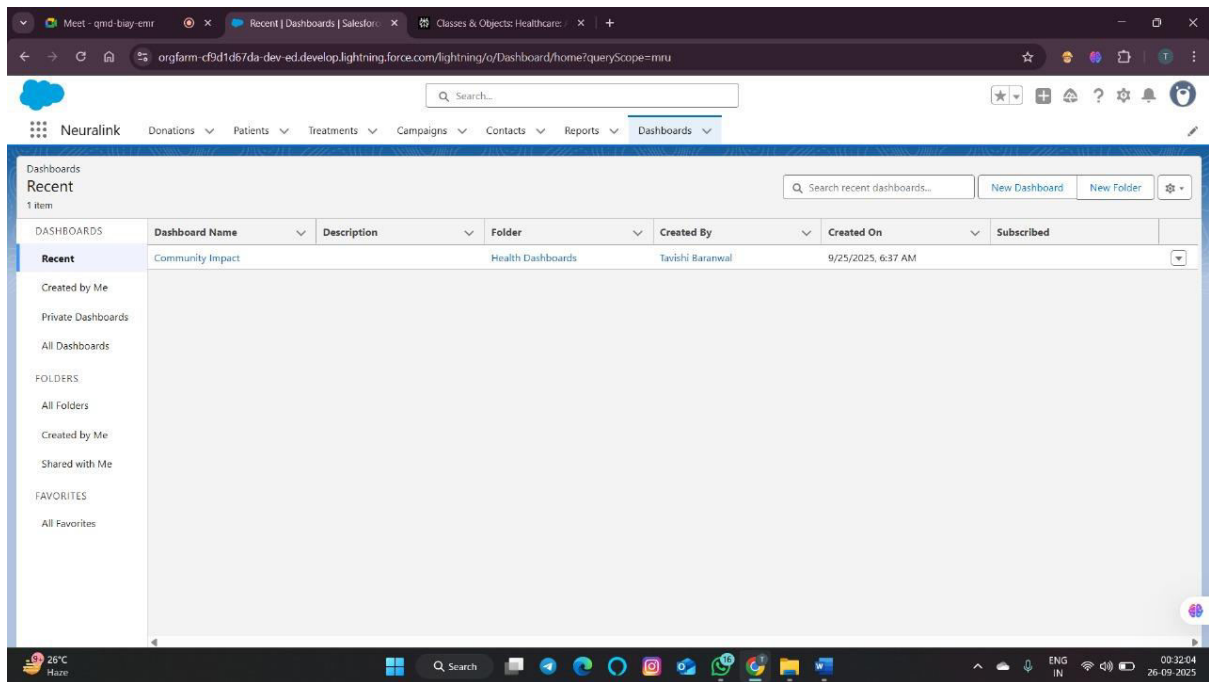 Meet - qmd-biay-emr
Recent | Dashboards | Salesforc
Classes & Objects: Healthcare:
orgfarm-cf9d1d67da-dev-ed.develop.lightning.force.com/lightning/o/Dashboard/home?queryScope=mru
T
Search...
Neuralink
Donations
Patients
Treatments
Campaigns
Contacts
Reports
Dashboards
Dashboards
Recent
1 item
Search recent dashboards...
New Dashboard
New Folder
DASHBOARDS
Dashboard Name
Description
Folder
Created By
Created On
Subscribed
Recent
Community Impact
Health Dashboards
Tavishi Baranwal
9/25/2025, 6:37 AM
Created by Me
Private Dashboards
All Dashboards
FOLDERS
All Folders
Created by Me
Shared with Me
FAVORITES
All Favorites
9+
26°C
Haze
Search
16
ENG
IN
00:32:04
26-09-2025